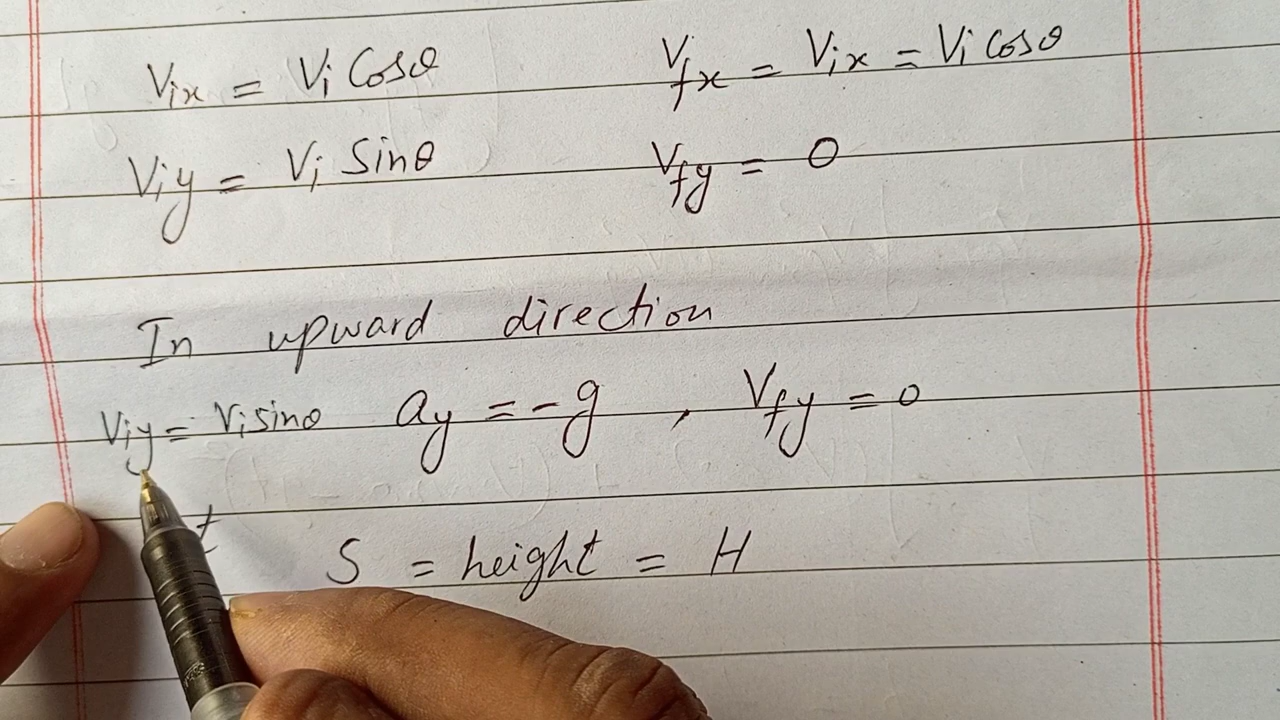 Vix = Vi Cosθ Vfx = Vix = Vi Cosθ
Viy = Vi Sinθ Vfy = 0
In upward direction
Viy = Visinθ ay = -g , Vfy = 0
t S = height = H